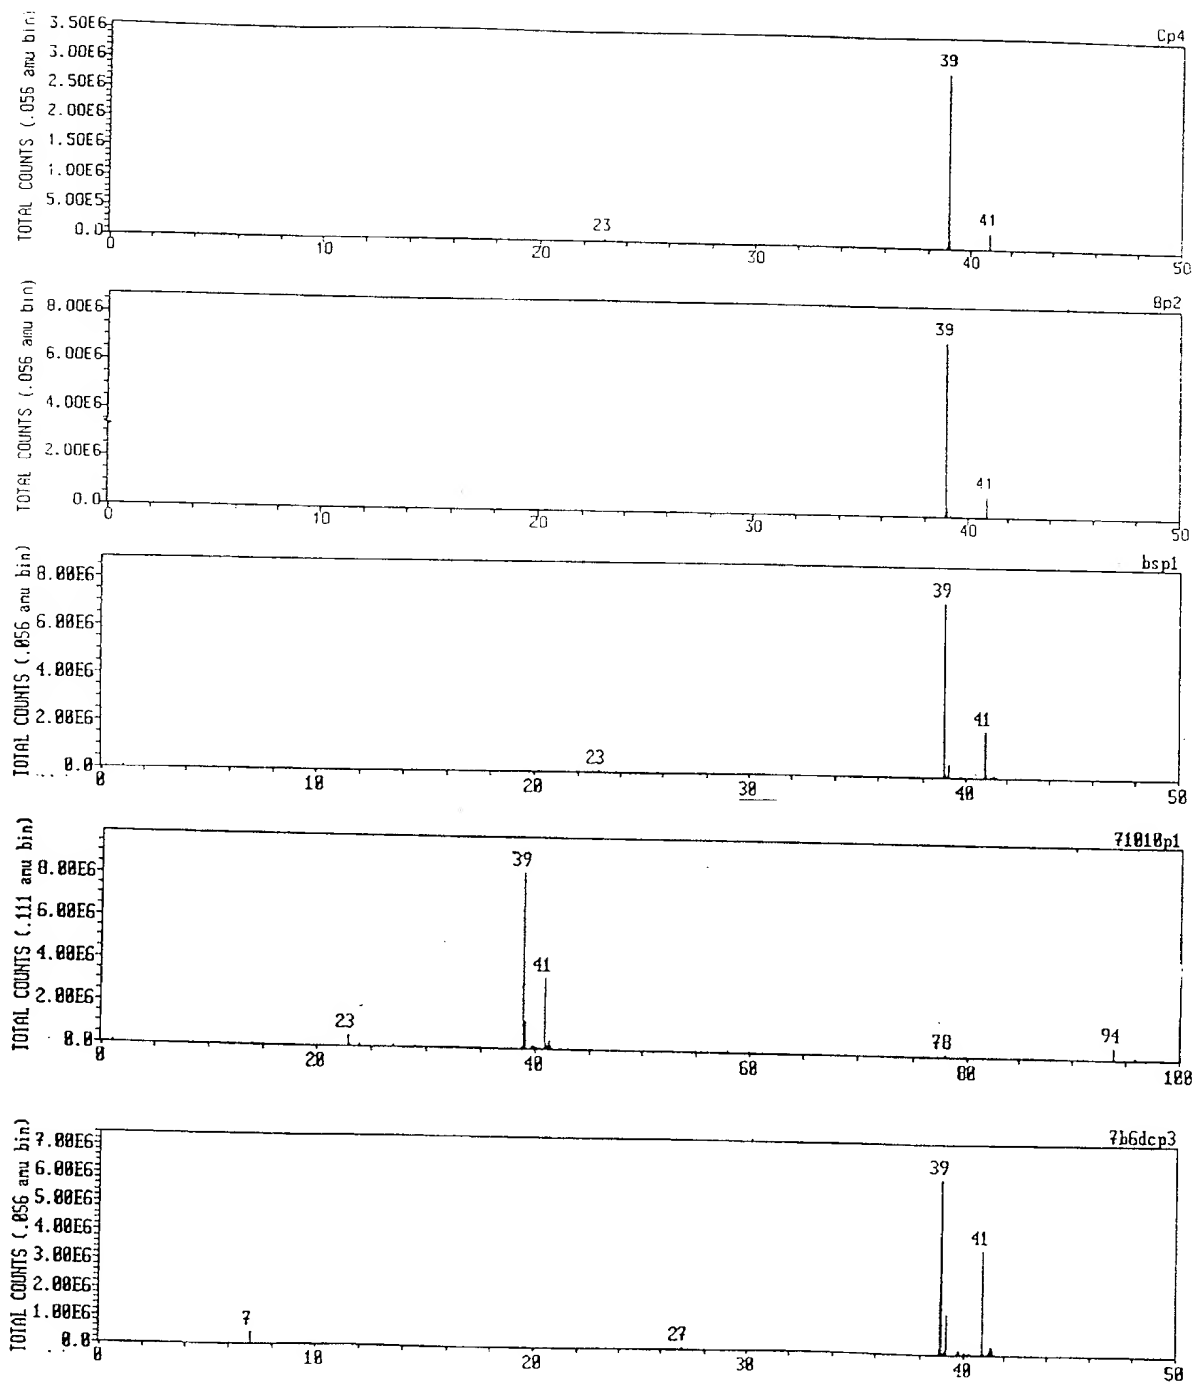 Cp4
TOTAL COUNTS (.056 amu bin)
3.50E6
3.00E6
2.50E6
2.00E6
1.50E6
1.00E6
5.00E5
0.0
23
39
41
0 10 20 30 40 50
8p2
TOTAL COUNTS (.056 amu bin)
8.00E6
6.00E6
4.00E6
2.00E6
0.0
39
41
0 10 20 30 40 50
bsp1
TOTAL COUNTS (.056 amu bin)
8.00E6
6.00E6
4.00E6
2.00E6
0.0
23
39
41
0 10 20 30 40 50
71010p1
TOTAL COUNTS (.111 amu bin)
8.00E6
6.00E6
4.00E6
2.00E6
0.0
23
39
41
78
94
0 20 40 60 80 100
7b6dcp3
TOTAL COUNTS (.056 amu bin)
7.00E6
6.00E6
5.00E6
4.00E6
3.00E6
2.00E6
1.00E6
0.0
7
27
39
41
0 10 20 30 40 50